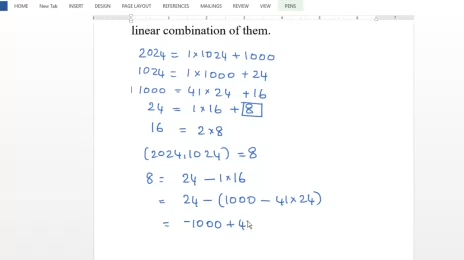 HOME New Tab INSERT DESIGN PAGE LAYOUT REFERENCES MAILINGS REVIEW VIEW PENS
linear combination of them.
2024 = 1×1024 + 1000
1024 = 1×1000 + 24
1000 = 41×24 + 16
24 = 1×16 + 8
16 = 2×8
(2024,1024) = 8
8 = 24 - 1×16
= 24 - (1000 - 41×24)
= -1000 + 4